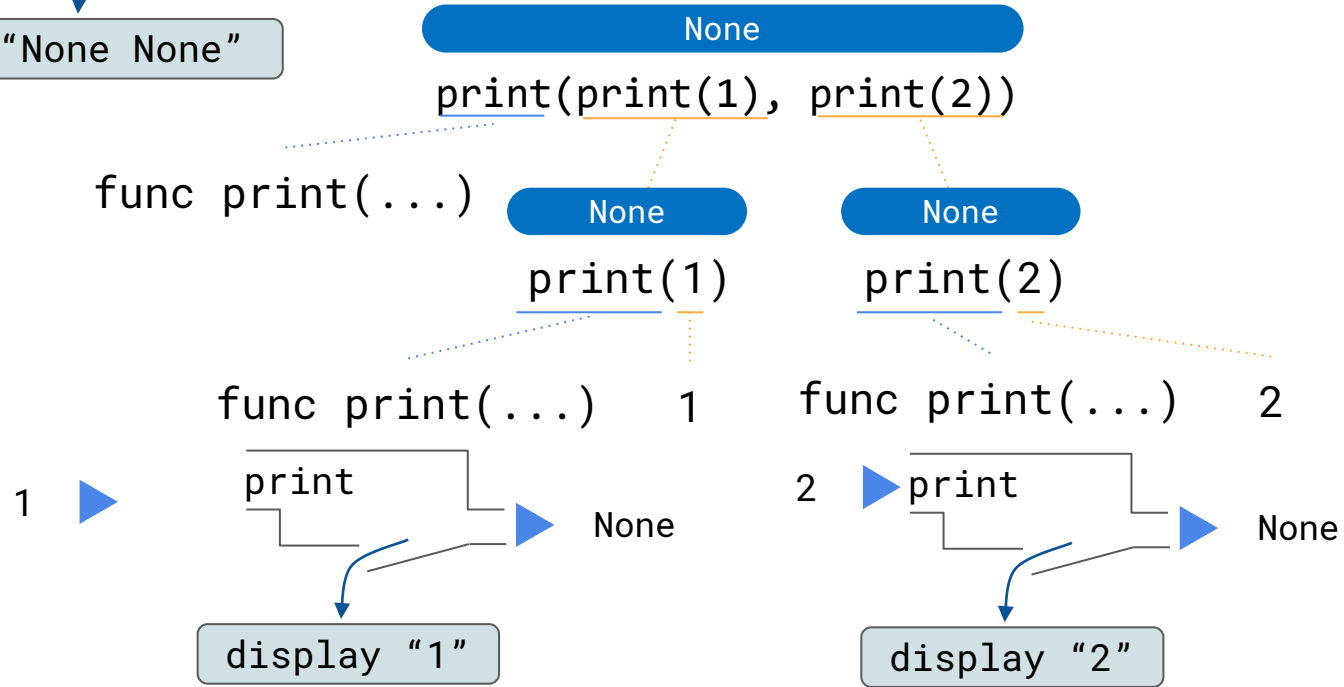 “None None”
None
print(print(1), print(2))
func print(...)
None
None
print(1)
print(2)
func print(...)
1
func print(...)
2
1
print
None
2
print
None
display “1”
display “2”